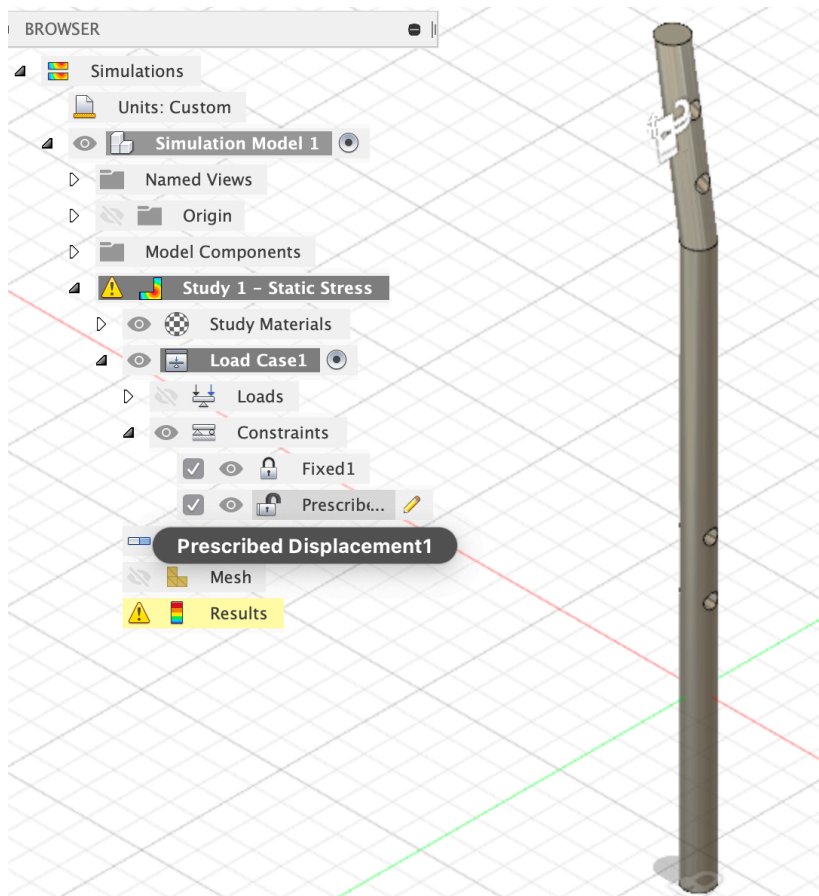 BROWSER
Simulations
Units: Custom
Simulation Model 1
Named Views
Origin
Model Components
Study 1 - Static Stress
Study Materials
Load Case1
Loads
Constraints
Fixed1
Prescribe...
Prescribed Displacement1
Mesh
Results